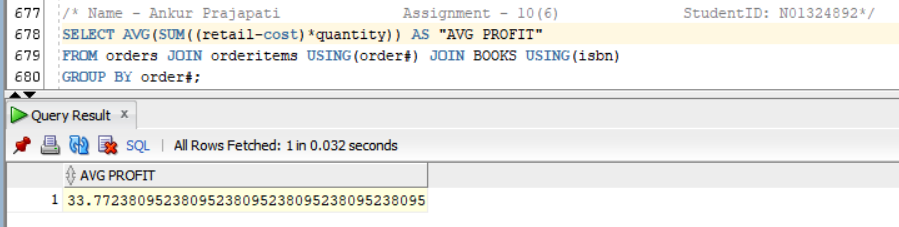 677 /* Name - Ankur Prajapati Assignment - 10(6) StudentID: N01324892*/
678 SELECT AVG(SUM((retail-cost)*quantity)) AS "AVG PROFIT"
679 FROM orders JOIN orderitems USING(order#) JOIN BOOKS USING(isbn)
680 GROUP BY order#;
Query Result x
SQL | All Rows Fetched: 1 in 0.032 seconds
AVG PROFIT
1 33.7723809523809523809523809523809523809५